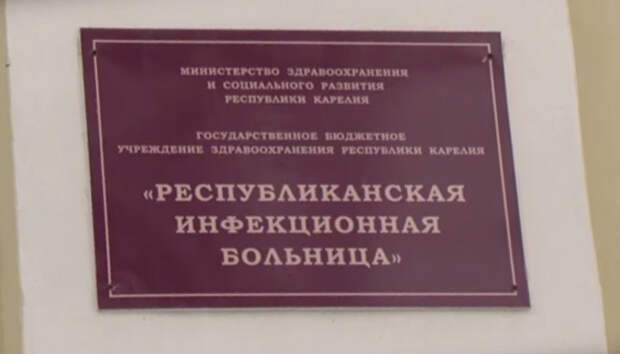 МИНИСТЕРСТВО ЗДРАВООХРАНЕНИЯ
И СОЦИАЛЬНОГО РАЗВИТИЯ
РЕСПУБЛИКИ КАРЕЛИЯ
ГОСУДАРСТВЕННОЕ БЮДЖЕТНОЕ
УЧРЕЖДЕНИЕ ЗДРАВООХРАНЕНИЯ РЕСПУБЛИКИ КАРЕЛИЯ
«РЕСПУБЛИКАНСКАЯ
ИНФЕКЦИОННАЯ
БОЛЬНИЦА»